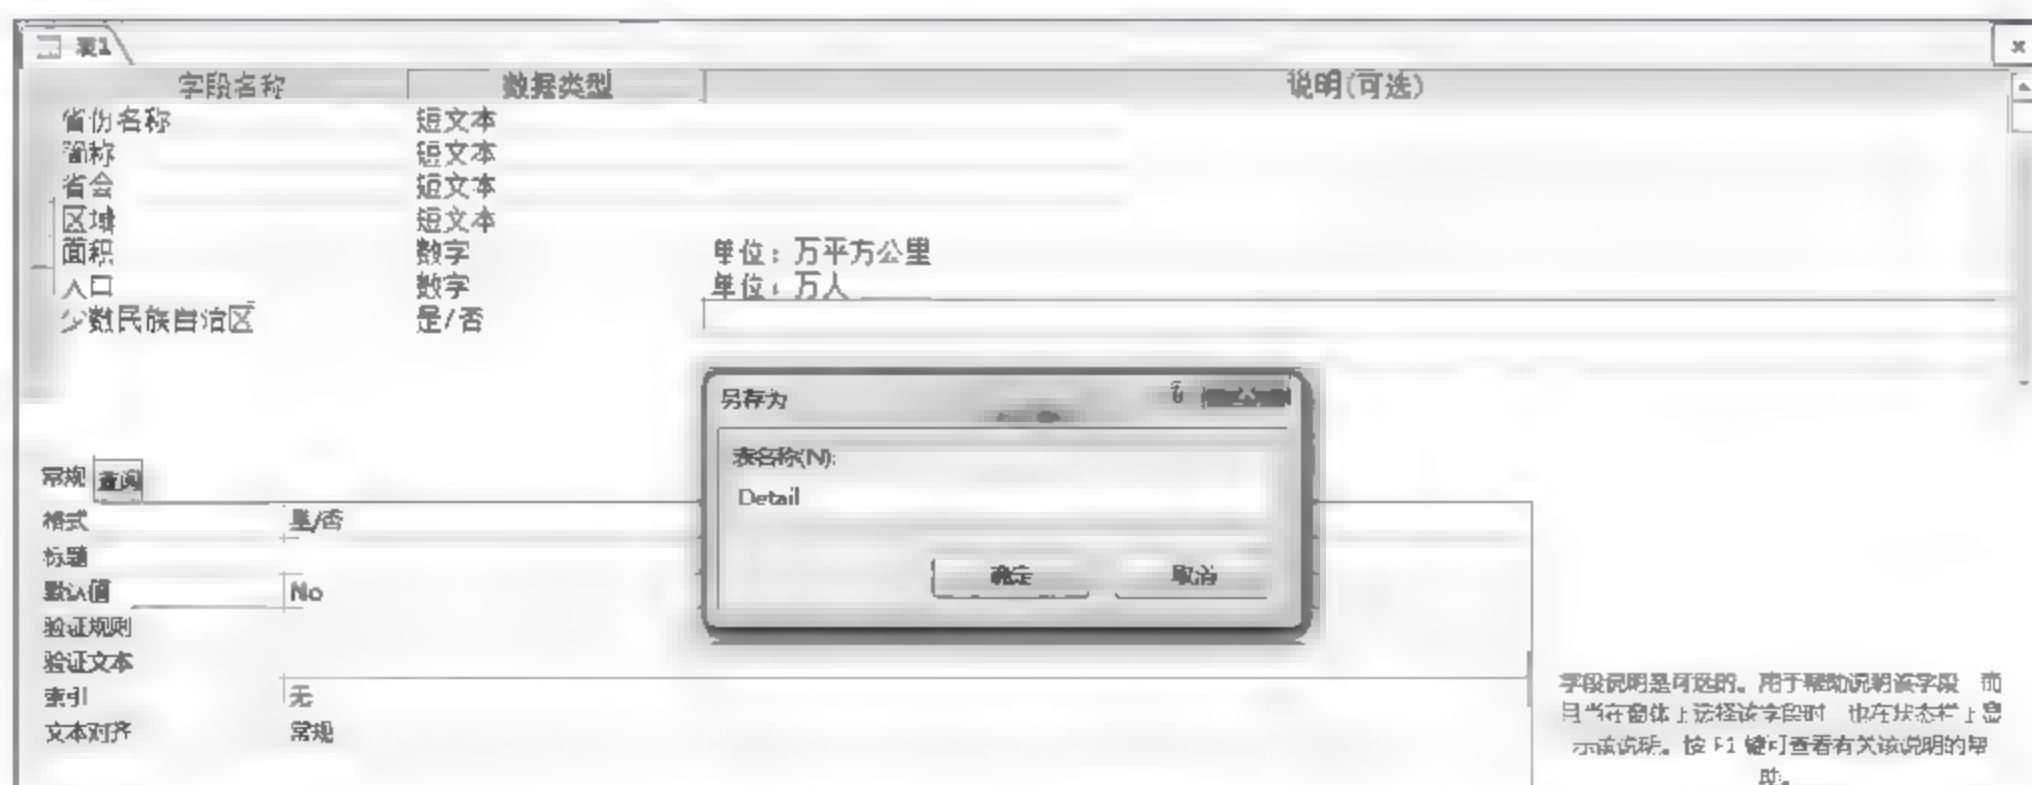 表1
字段名称 数据类型 说明(可选)
省份名称 短文本
简称 短文本
省会 短文本
区域 短文本
面积 数字 单位：万平方公里
人口 数字 单位：万人
少数民族自治区 是/否
另存为
表名称(N):
Detail
确定 取消
常规 查阅
格式 是/否
标题
默认值 No
验证规则
验证文本
索引 无
文本对齐 常规
字段说明是可选的。用于帮助说明该字段 而
且当在窗体上选择该字段时 也在状态栏上显
示该说明。按 F1 键可查看有关该说明的帮
助。